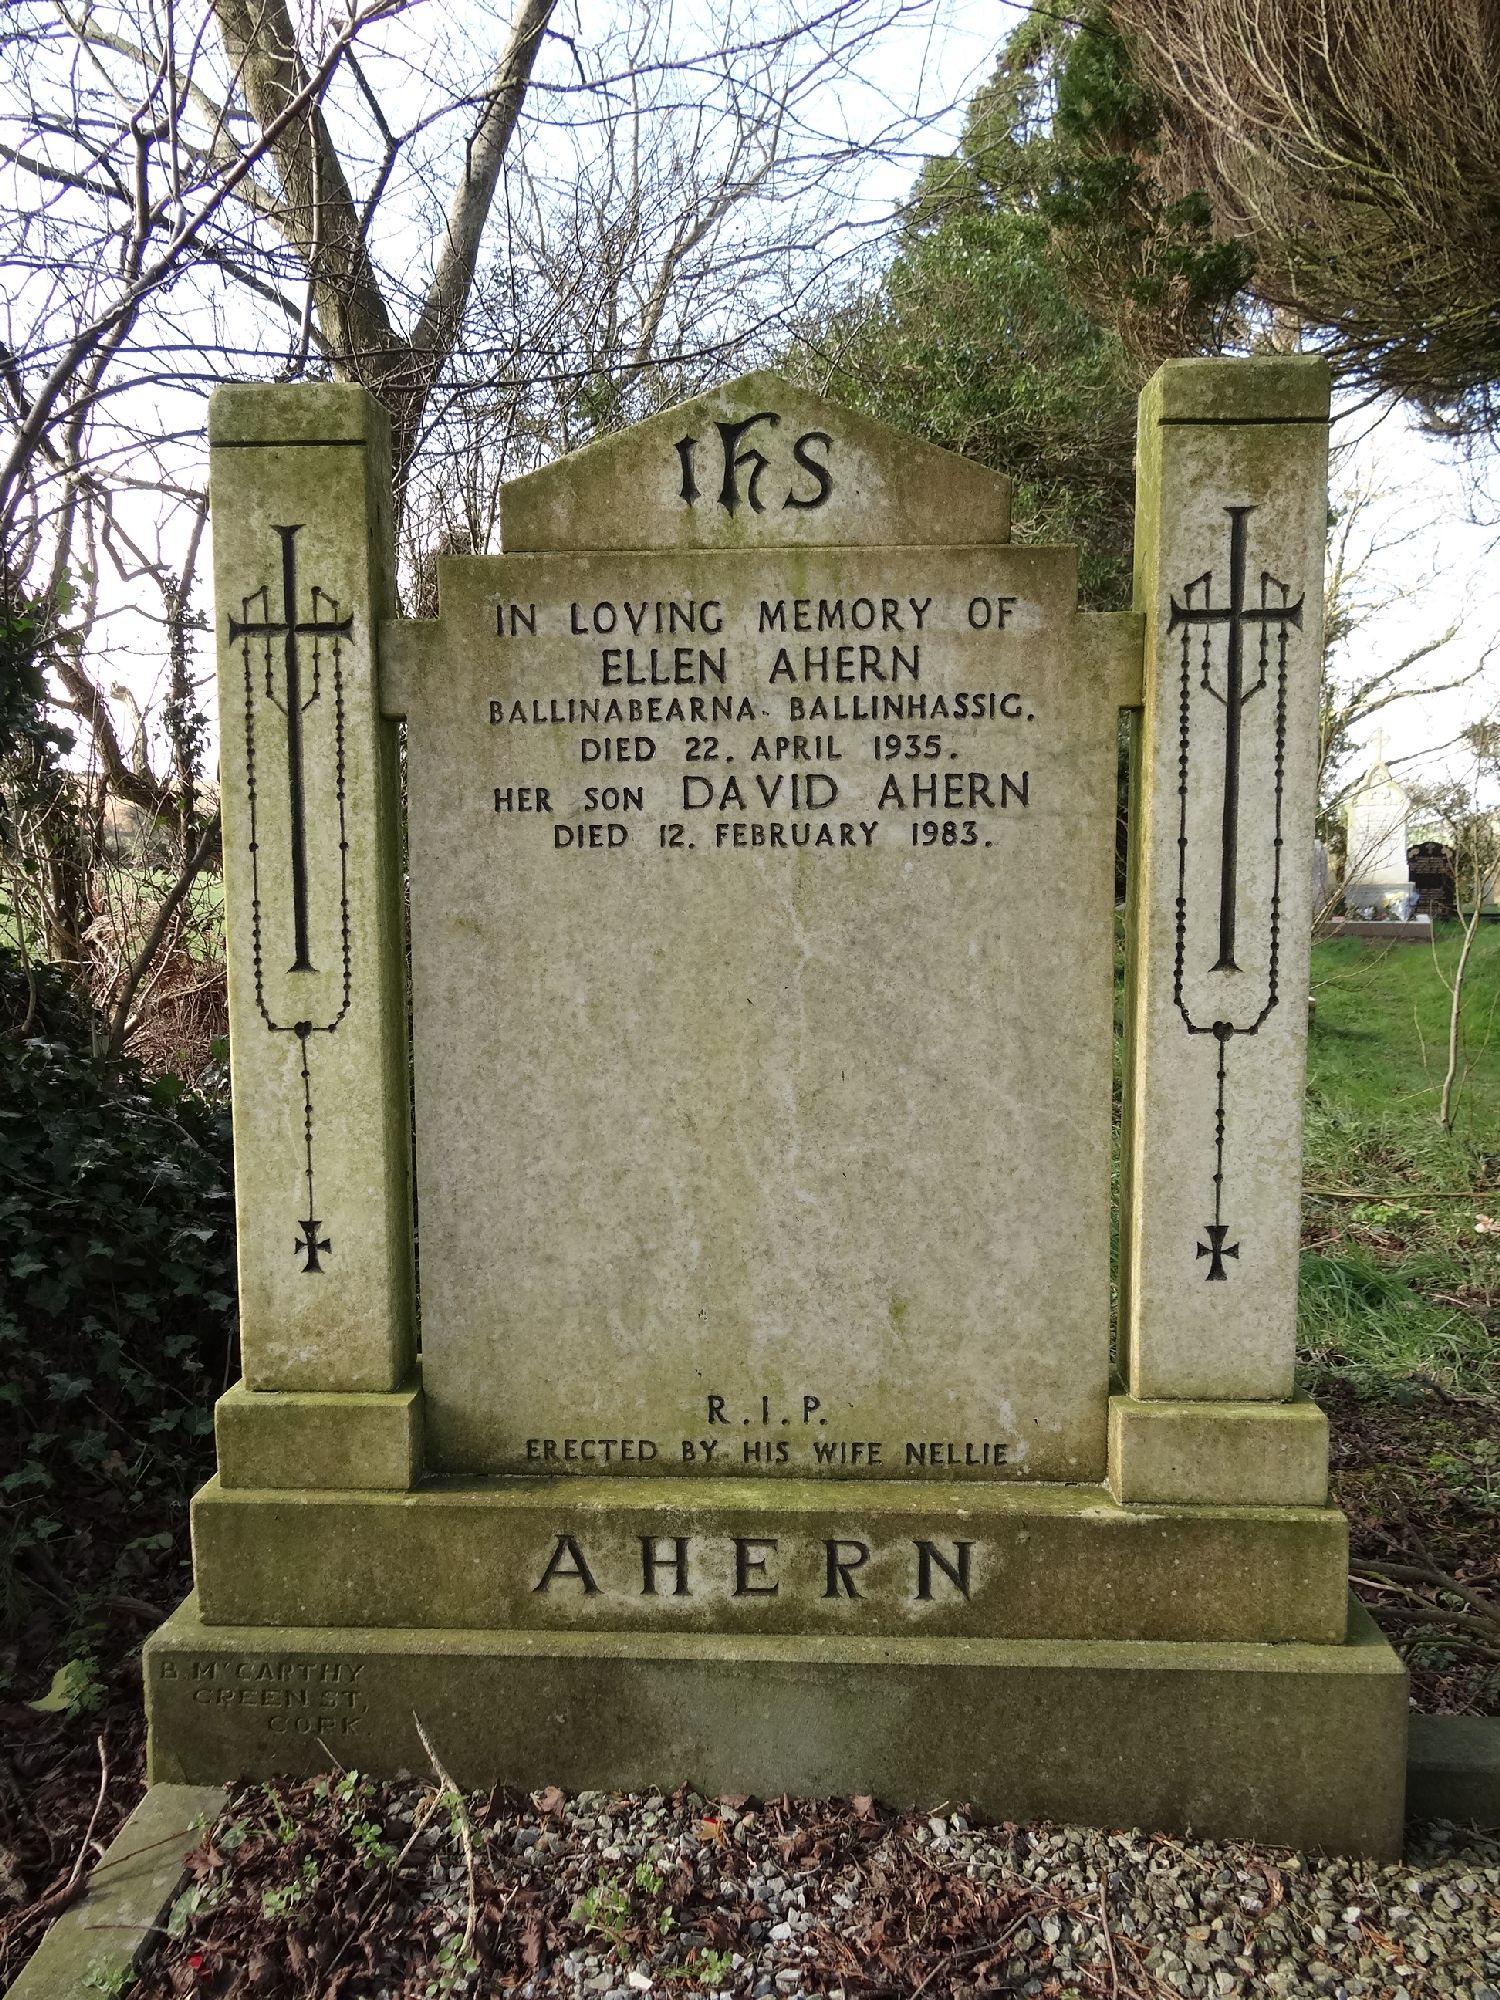 IHS
IN LOVING MEMORY OF
ELLEN AHERN
BALLINABEARNA BALLINHASSIG.
DIED 22. APRIL 1935.
HER SON DAVID AHERN
DIED 12. FEBRUARY 1983.
R.I.P.
ERECTED BY HIS WIFE NELLIE
AHERN
B. McCARTHY
GREEN ST,
CORK.